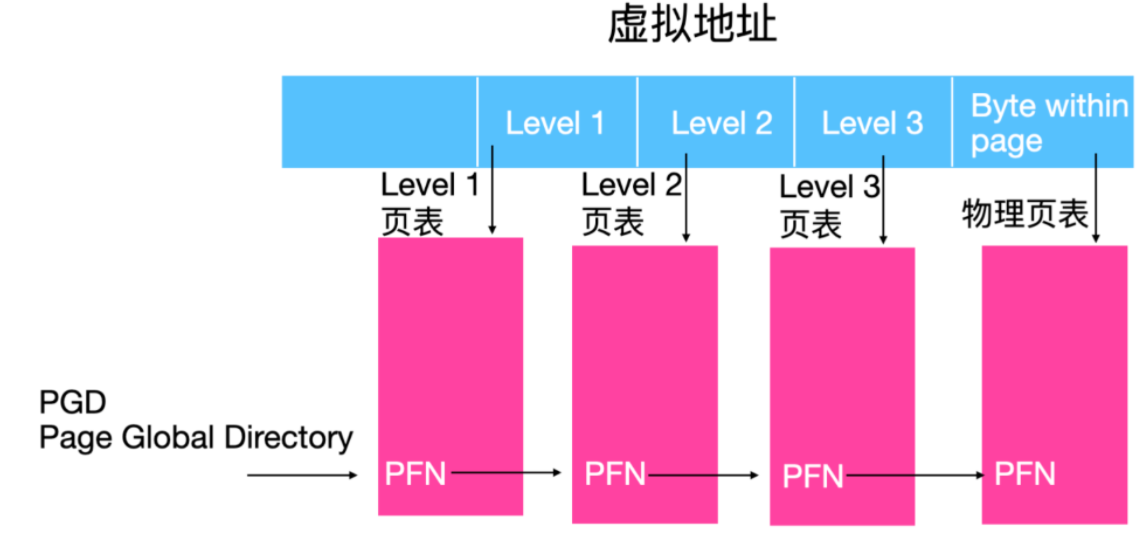 虚拟地址
Level 1
Level 2
Level 3
Byte within
page
Level 1
页表
Level 2
页表
Level 3
页表
物理页表
PGD
Page Global Directory
PFN
PFN
PFN
PFN